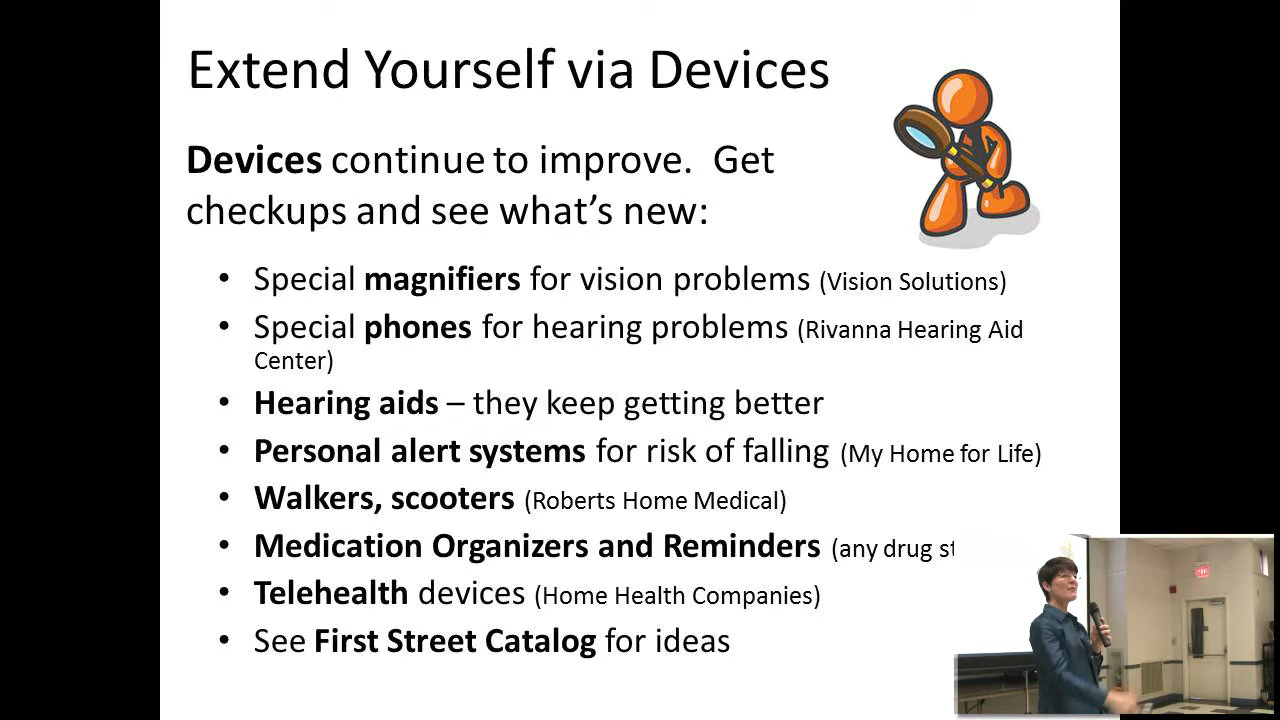 Extend Yourself via Devices
Devices continue to improve.  Get
checkups and see what's new:
• Special magnifiers for vision problems (Vision Solutions)
• Special phones for hearing problems (Rivanna Hearing Aid
Center)
• Hearing aids – they keep getting better
• Personal alert systems for risk of falling (My Home for Life)
• Walkers, scooters (Roberts Home Medical)
• Medication Organizers and Reminders (any drug st
• Telehealth devices (Home Health Companies)
• See First Street Catalog for ideas